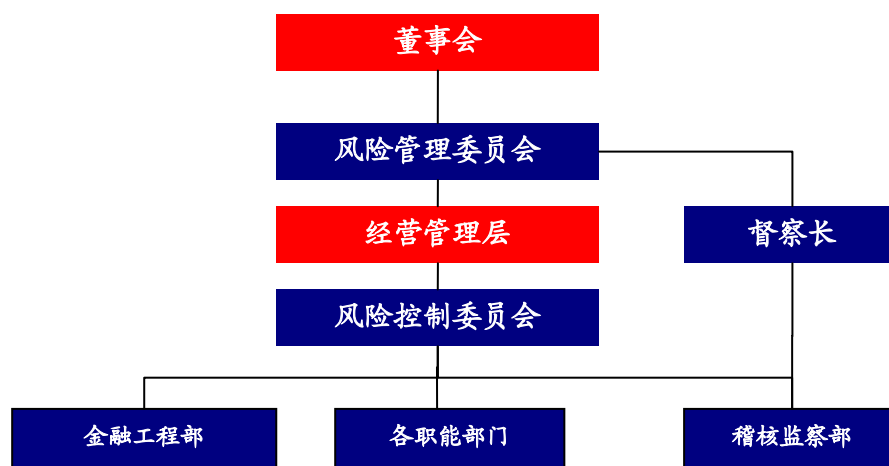 董事会
风险管理委员会
经营管理层
督察长
风险控制委员会
金融工程部
各职能部门
稽核监察部